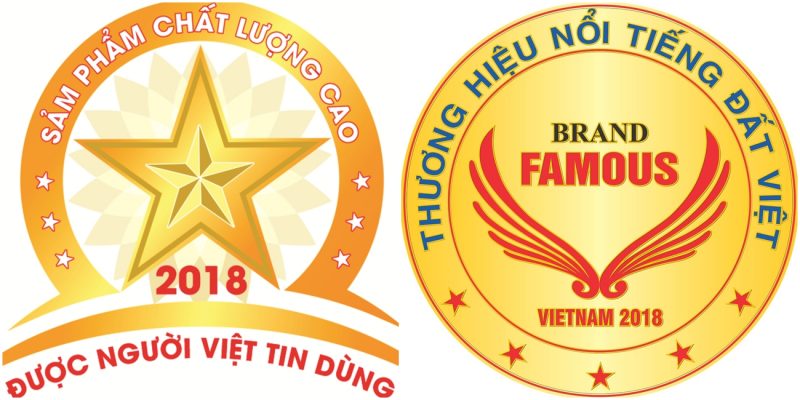 SẢM PHẨM CHẤT LƯỢNG CAO
2018
ĐƯỢC NGƯỜI VIỆT TIN DÙNG
THƯƠNG HIỆU NỔI TIẾNG ĐẤT VIỆT
BRAND
FAMOUS
VIETNAM 2018